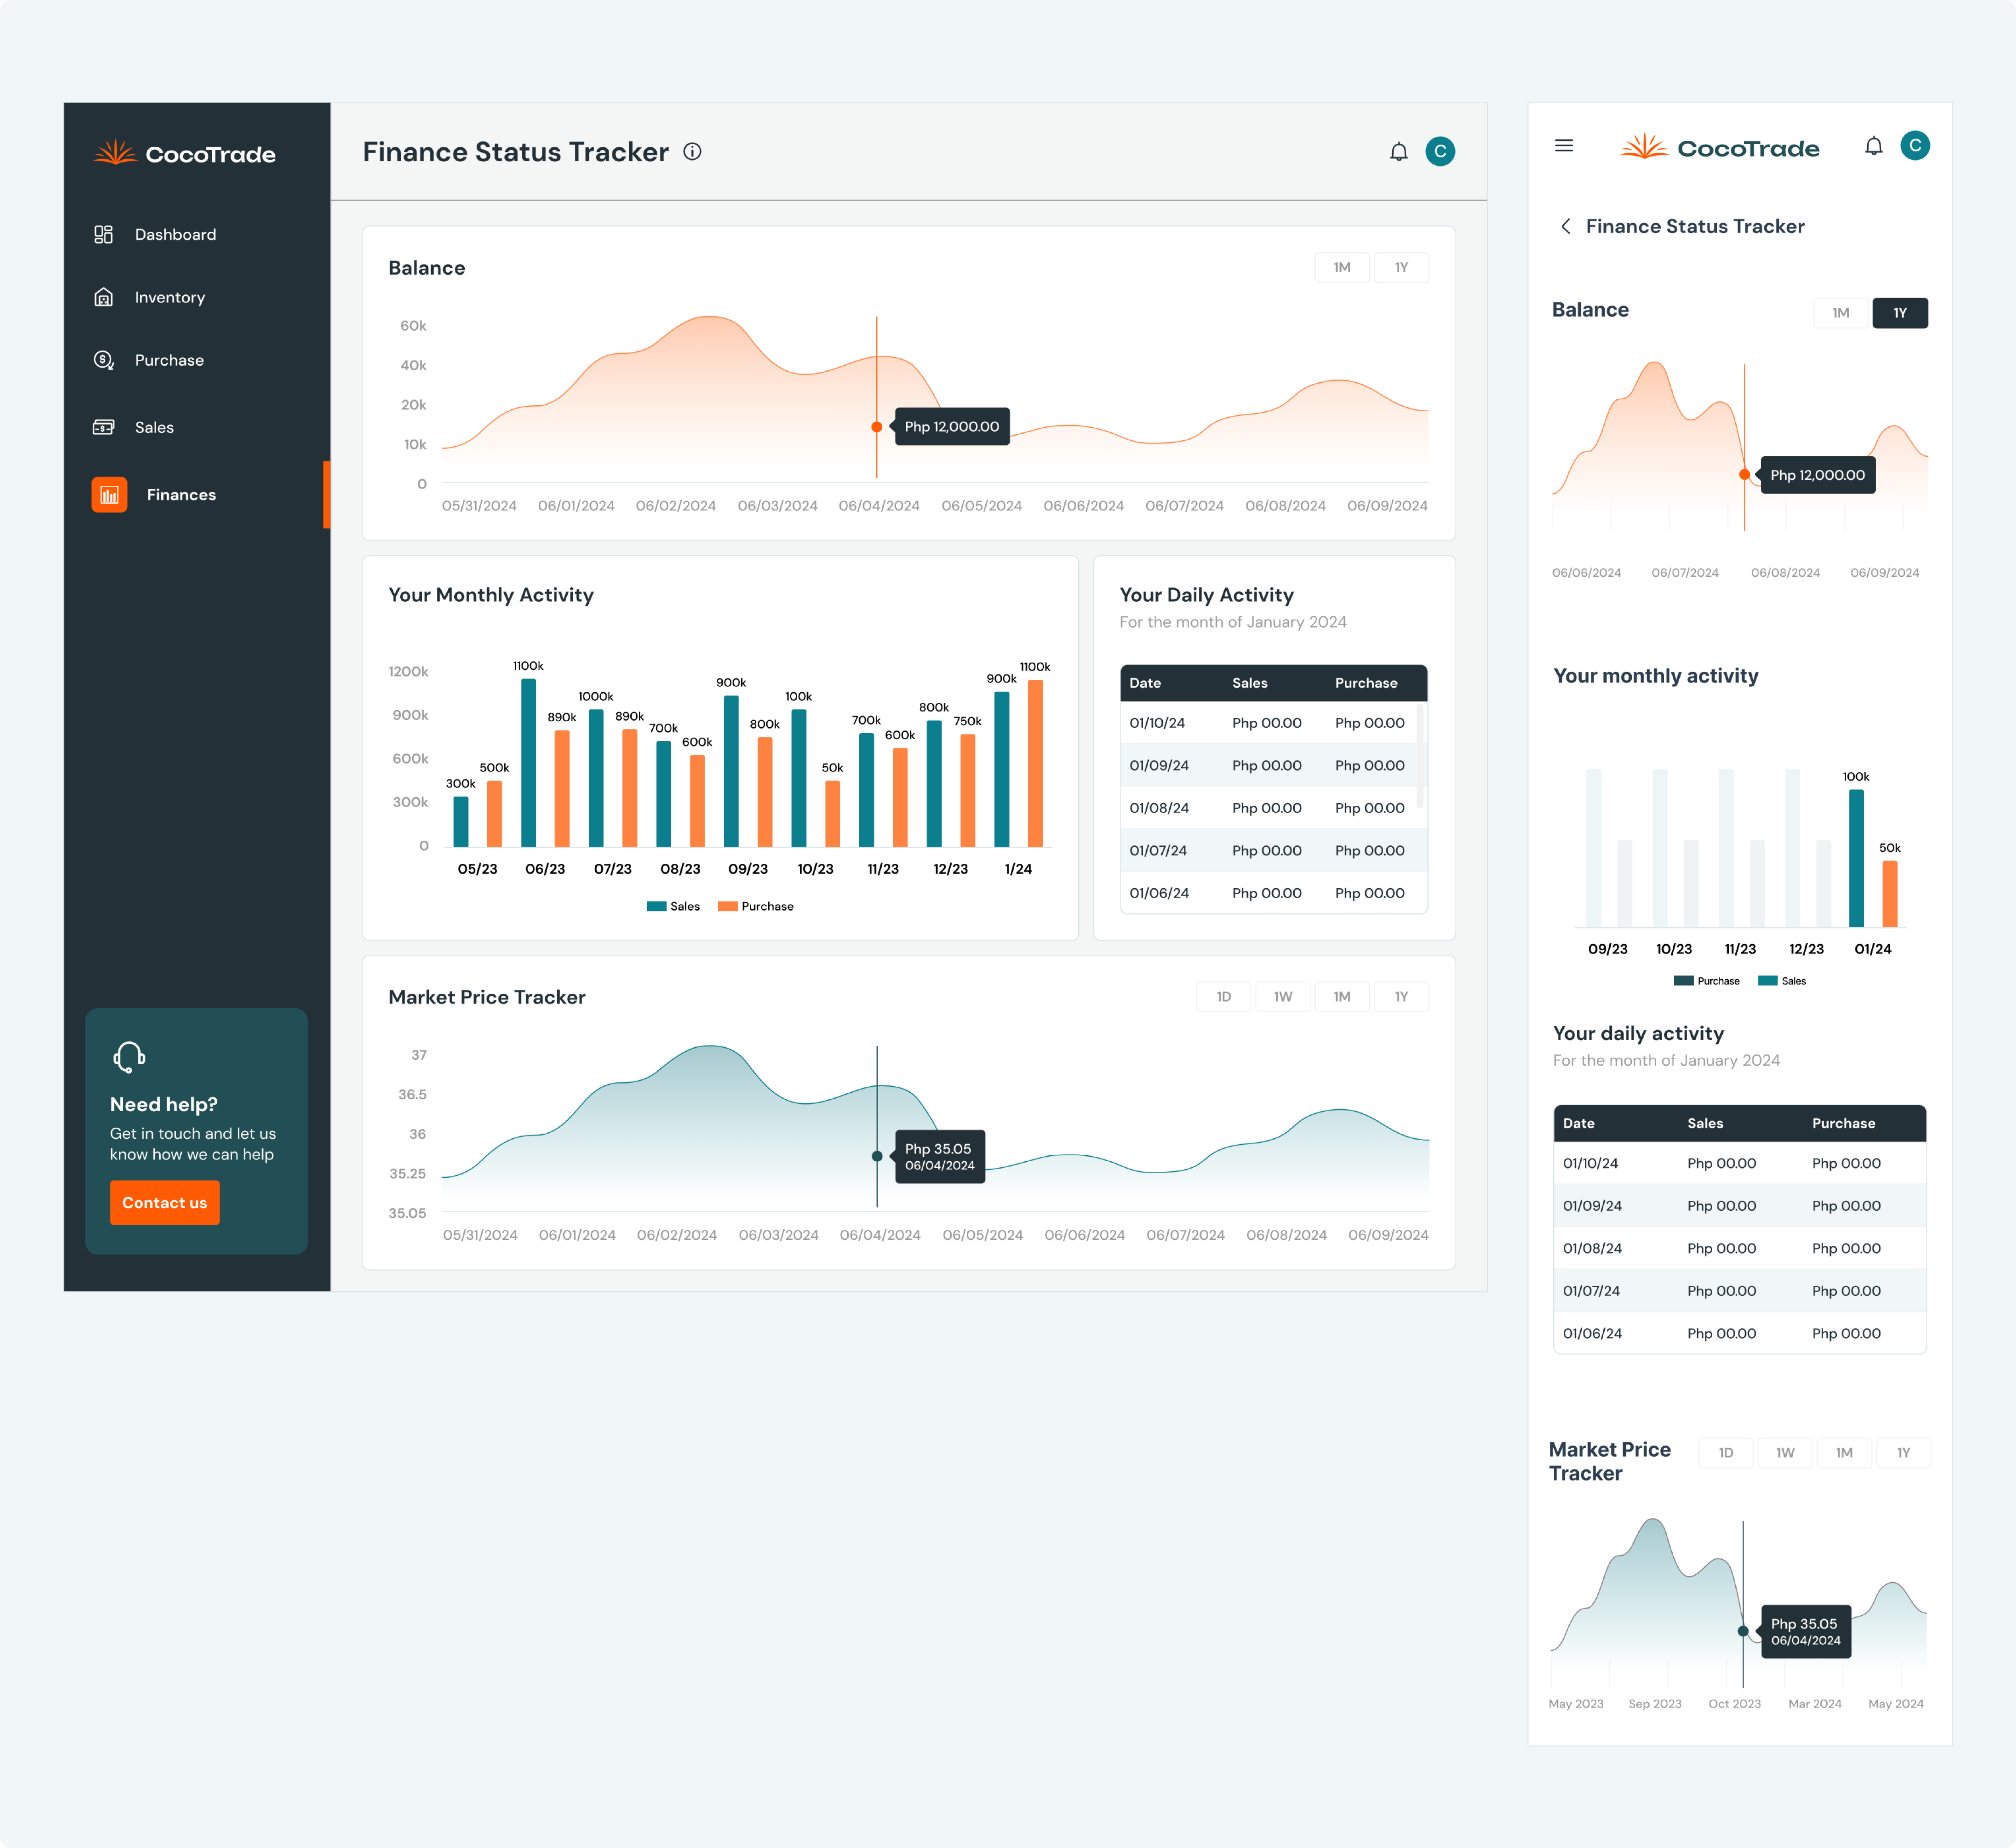 CocoTrade
Dashboard
Inventory
Purchase
Sales
Finances
Need help?
Get in touch and let us
know how we can help
Contact us
Finance Status Tracker
C
Balance
1M 1Y
60k
40k
20k
10k
0
Php 12,000.00
05/31/2024 06/01/2024 06/02/2024 06/03/2024 06/04/2024 06/05/2024 06/06/2024 06/07/2024 06/08/2024 06/09/2024
Your Monthly Activity
1200k
900k
600k
300k
0
300k 500k 1100k 890k 1000k 890k 700k 600k 900k 800k 100k 50k 700k 600k 800k 750k 900k 1100k
05/23 06/23 07/23 08/23 09/23 10/23 11/23 12/23 1/24
Sales Purchase
Your Daily Activity
For the month of January 2024
Date Sales Purchase
01/10/24 Php 00.00 Php 00.00
01/09/24 Php 00.00 Php 00.00
01/08/24 Php 00.00 Php 00.00
01/07/24 Php 00.00 Php 00.00
01/06/24 Php 00.00 Php 00.00
Market Price Tracker
1D 1W 1M 1Y
37
36.5
36
35.25
35.05
Php 35.05
06/04/2024
05/31/2024 06/01/2024 06/02/2024 06/03/2024 06/04/2024 06/05/2024 06/06/2024 06/07/2024 06/08/2024 06/09/2024
CocoTrade
C
Finance Status Tracker
Balance
1M 1Y
Php 12,000.00
06/06/2024 06/07/2024 06/08/2024 06/09/2024
Your monthly activity
100k
50k
09/23 10/23 11/23 12/23 01/24
Purchase Sales
Your daily activity
For the month of January 2024
Date Sales Purchase
01/10/24 Php 00.00 Php 00.00
01/09/24 Php 00.00 Php 00.00
01/08/24 Php 00.00 Php 00.00
01/07/24 Php 00.00 Php 00.00
01/06/24 Php 00.00 Php 00.00
Market Price
Tracker
1D 1W 1M 1Y
Php 35.05
06/04/2024
May 2023 Sep 2023 Oct 2023 Mar 2024 May 2024